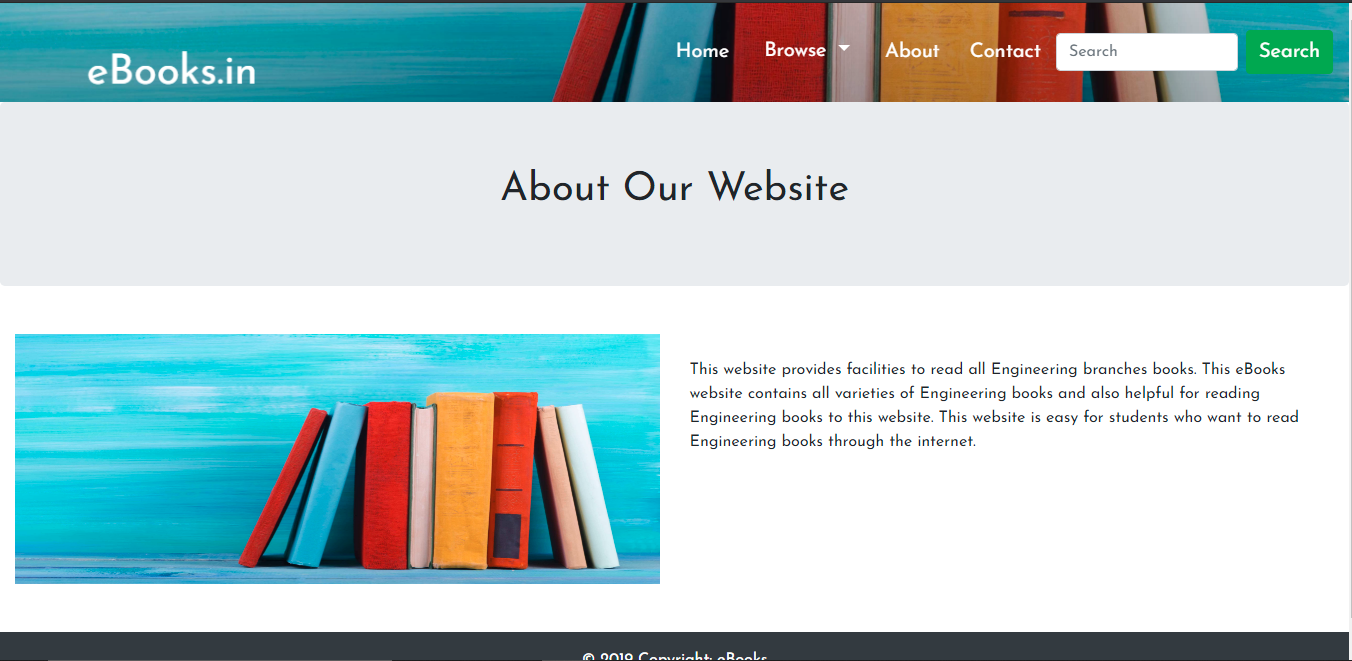 eBooks.in
Home Browse About Contact Search Search
About Our Website
This website provides facilities to read all Engineering branches books. This eBooks
website contains all varieties of Engineering books and also helpful for reading
Engineering books to this website. This website is easy for students who want to read
Engineering books through the internet.
© 2019 Copyright: eBooks